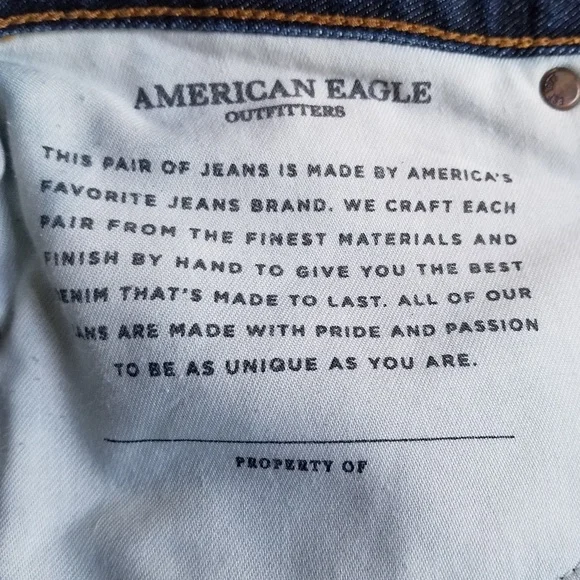 AMERICAN EAGLE
OUTFITTERS
THIS PAIR OF JEANS IS MADE BY AMERICA'S
FAVORITE JEANS BRAND. WE CRAFT EACH
PAIR FROM THE FINEST MATERIALS AND
FINISH BY HAND TO GIVE YOU THE BEST
DENIM THAT'S MADE TO LAST. ALL OF OUR
JEANS ARE MADE WITH PRIDE AND PASSION
TO BE AS UNIQUE AS YOU ARE.
PROPERTY OF